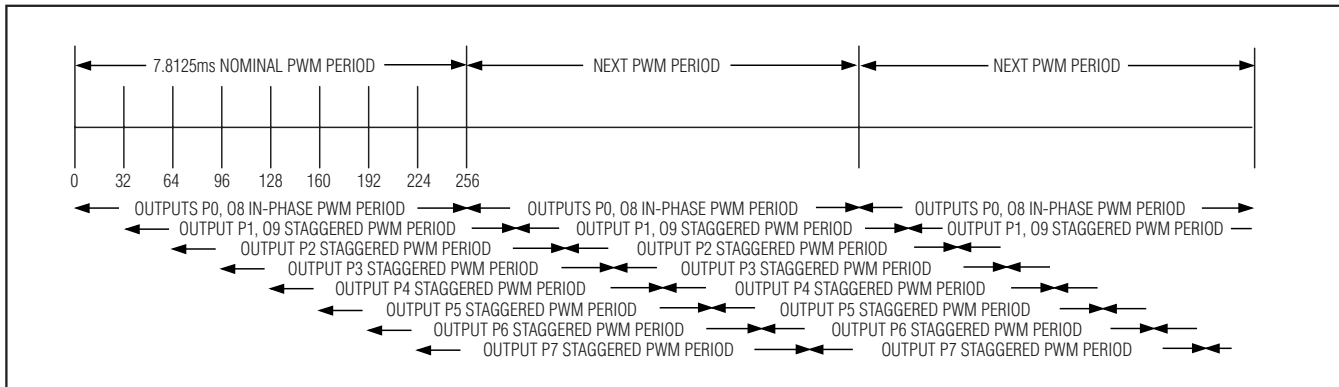 7.8125ms NOMINAL PWM PERIOD NEXT PWM PERIOD NEXT PWM PERIOD
0 32 64 96 128 160 192 224 256
OUTPUTS P0, O8 IN-PHASE PWM PERIOD OUTPUTS P0, O8 IN-PHASE PWM PERIOD OUTPUTS P0, O8 IN-PHASE PWM PERIOD
OUTPUT P1, O9 STAGGERED PWM PERIOD OUTPUT P1, O9 STAGGERED PWM PERIOD OUTPUT P1, O9 STAGGERED PWM PERIOD
OUTPUT P2 STAGGERED PWM PERIOD OUTPUT P2 STAGGERED PWM PERIOD
OUTPUT P3 STAGGERED PWM PERIOD OUTPUT P3 STAGGERED PWM PERIOD
OUTPUT P4 STAGGERED PWM PERIOD OUTPUT P4 STAGGERED PWM PERIOD
OUTPUT P5 STAGGERED PWM PERIOD OUTPUT P5 STAGGERED PWM PERIOD
OUTPUT P6 STAGGERED PWM PERIOD OUTPUT P6 STAGGERED PWM PERIOD
OUTPUT P7 STAGGERED PWM PERIOD OUTPUT P7 STAGGERED PWM PERIOD